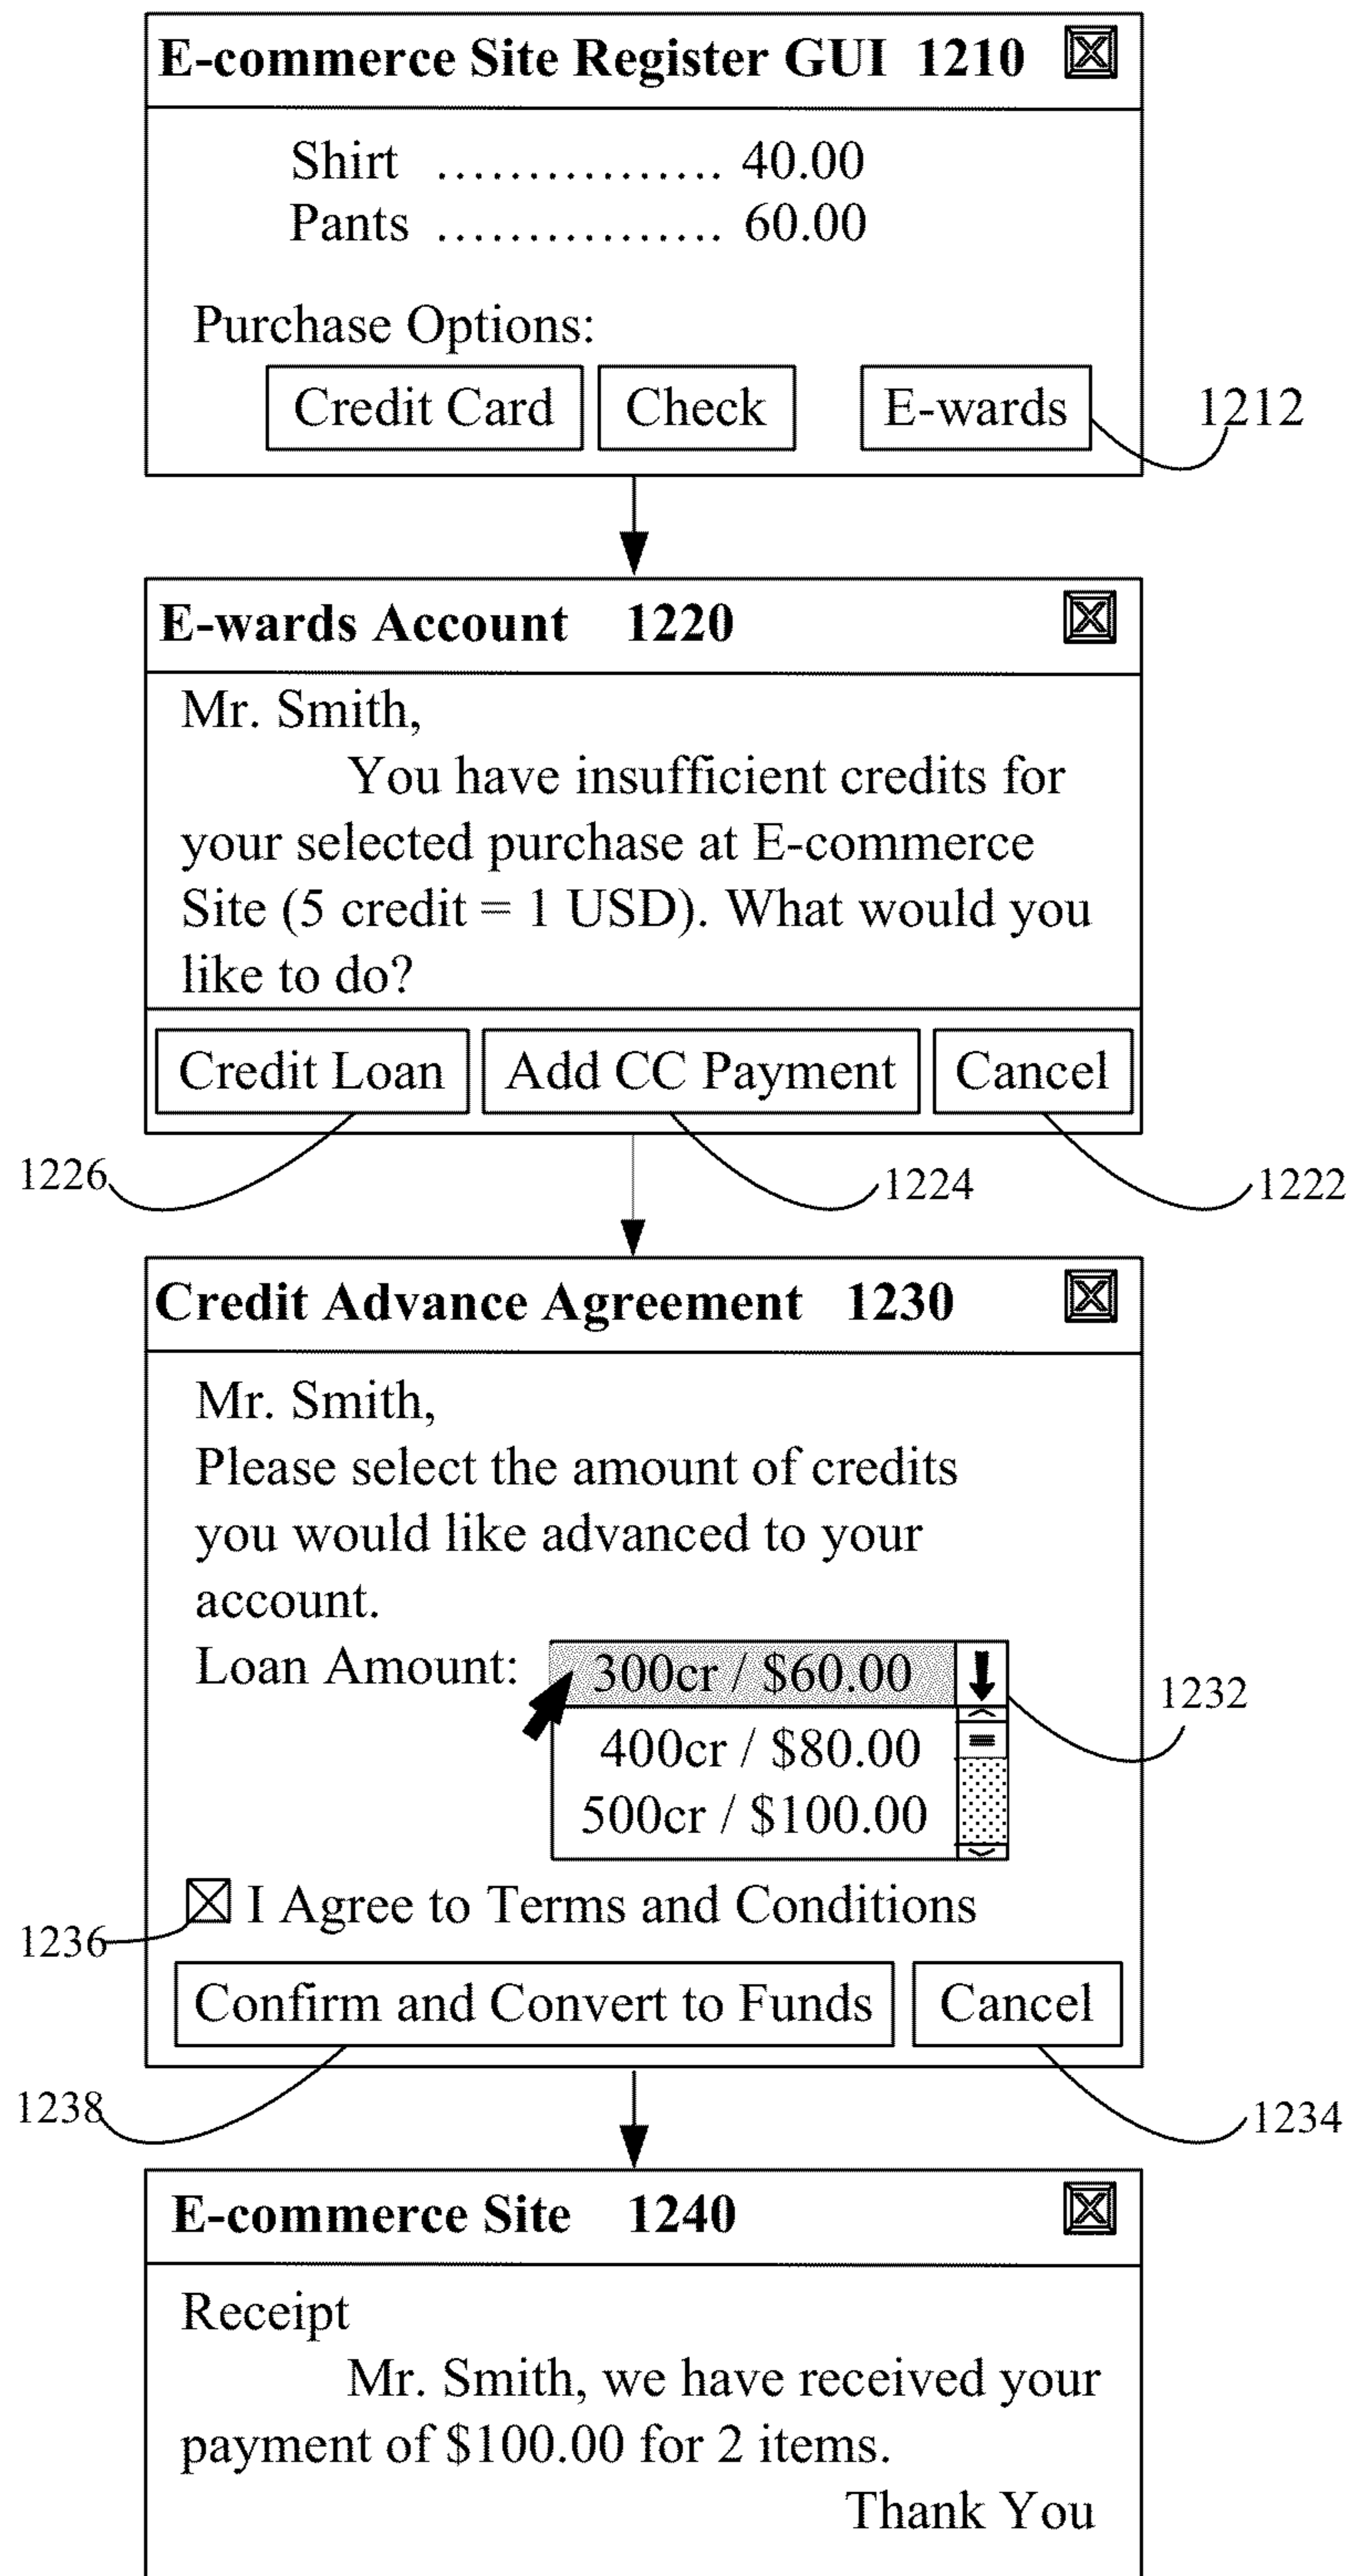 E-commerce Site Register GUI 1210
Shirt ................ 40.00
Pants ................ 60.00
Purchase Options:
Credit Card Check E-wards 1212
E-wards Account 1220
Mr. Smith,
You have insufficient credits for
your selected purchase at E-commerce
Site (5 credit = 1 USD). What would you
like to do?
Credit Loan Add CC Payment Cancel
1226 1224 1222
Credit Advance Agreement 1230
Mr. Smith,
Please select the amount of credits
you would like advanced to your
account.
Loan Amount: 300cr / $60.00 1232
400cr / $80.00
500cr / $100.00
I Agree to Terms and Conditions
1236
Confirm and Convert to Funds Cancel
1238 1234
E-commerce Site 1240
Receipt
Mr. Smith, we have received your
payment of $100.00 for 2 items.
Thank You